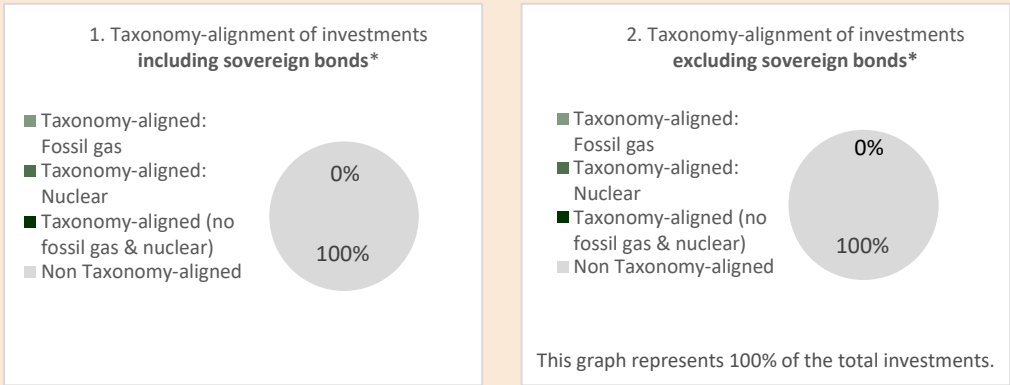 1. Taxonomy-alignment of investments
including sovereign bonds*
Taxonomy-aligned:
Fossil gas
Taxonomy-aligned:
Nuclear
Taxonomy-aligned (no
fossil gas & nuclear)
Non Taxonomy-aligned
0%
100%
2. Taxonomy-alignment of investments
excluding sovereign bonds*
Taxonomy-aligned:
Fossil gas
Taxonomy-aligned:
Nuclear
Taxonomy-aligned (no
fossil gas & nuclear)
Non Taxonomy-aligned
0%
100%
This graph represents 100% of the total investments.